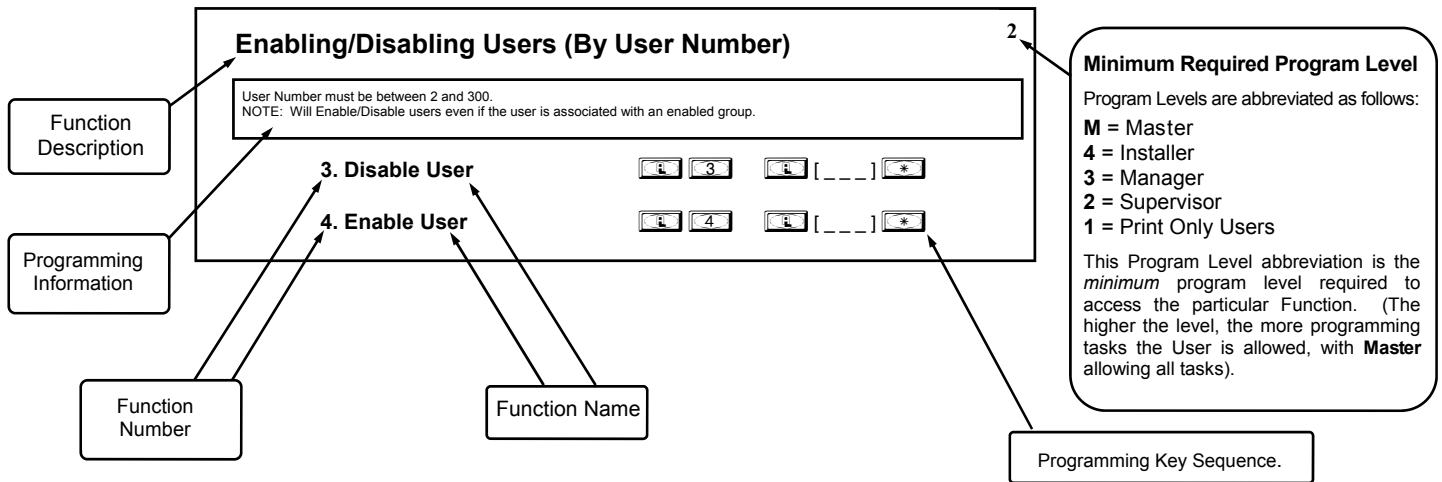 Enabling/Disabling Users (By User Number)
2
User Number must be between 2 and 300.
NOTE: Will Enable/Disable users even if the user is associated with an enabled group.
3. Disable User
3 [ _ _ _ ] *
4. Enable User
4 [ _ _ _ ] *
Function
Description
Programming
Information
Function
Number
Function Name
Programming Key Sequence.
Minimum Required Program Level
Program Levels are abbreviated as follows:
M = Master
4 = Installer
3 = Manager
2 = Supervisor
1 = Print Only Users
This Program Level abbreviation is the
minimum program level required to
access the particular Function. (The
higher the level, the more programming
tasks the User is allowed, with Master
allowing all tasks).